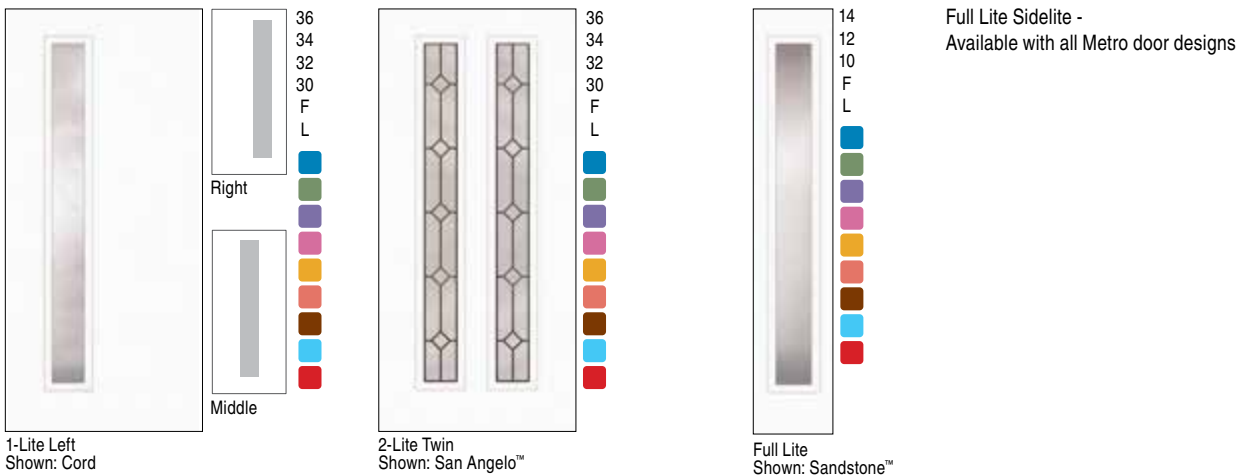 36
34
32
30
F
L
Right
Middle
1-Lite Left
Shown: Cord
36
34
32
30
F
L
2-Lite Twin
Shown: San Angelo™
14
12
10
F
L
Full Lite
Shown: Sandstone™
Full Lite Sidelite -
Available with all Metro door designs